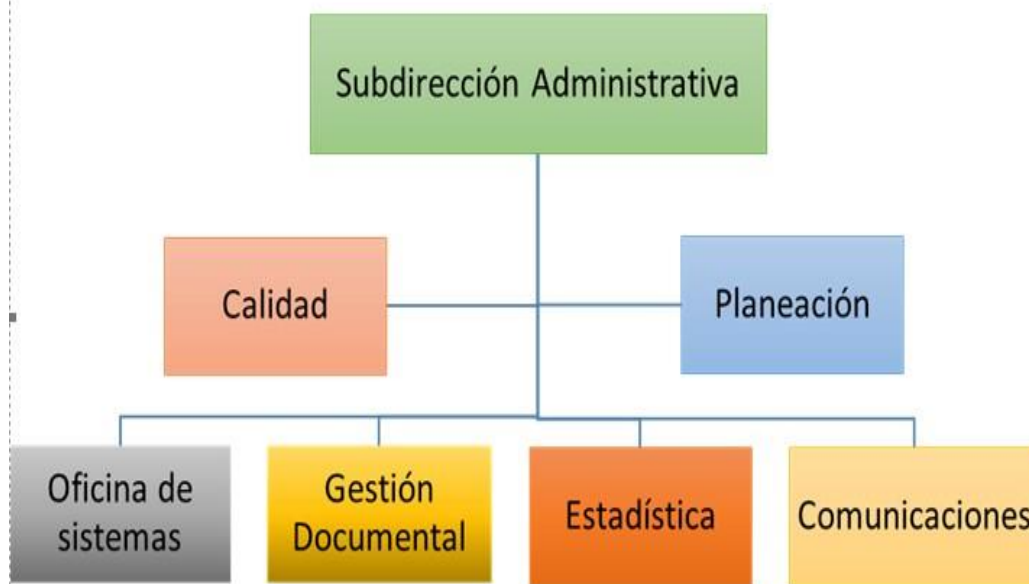 Subdirección Administrativa
Calidad
Planeación
Oficina de
sistemas
Gestión
Documental
Estadística
Comunicaciones